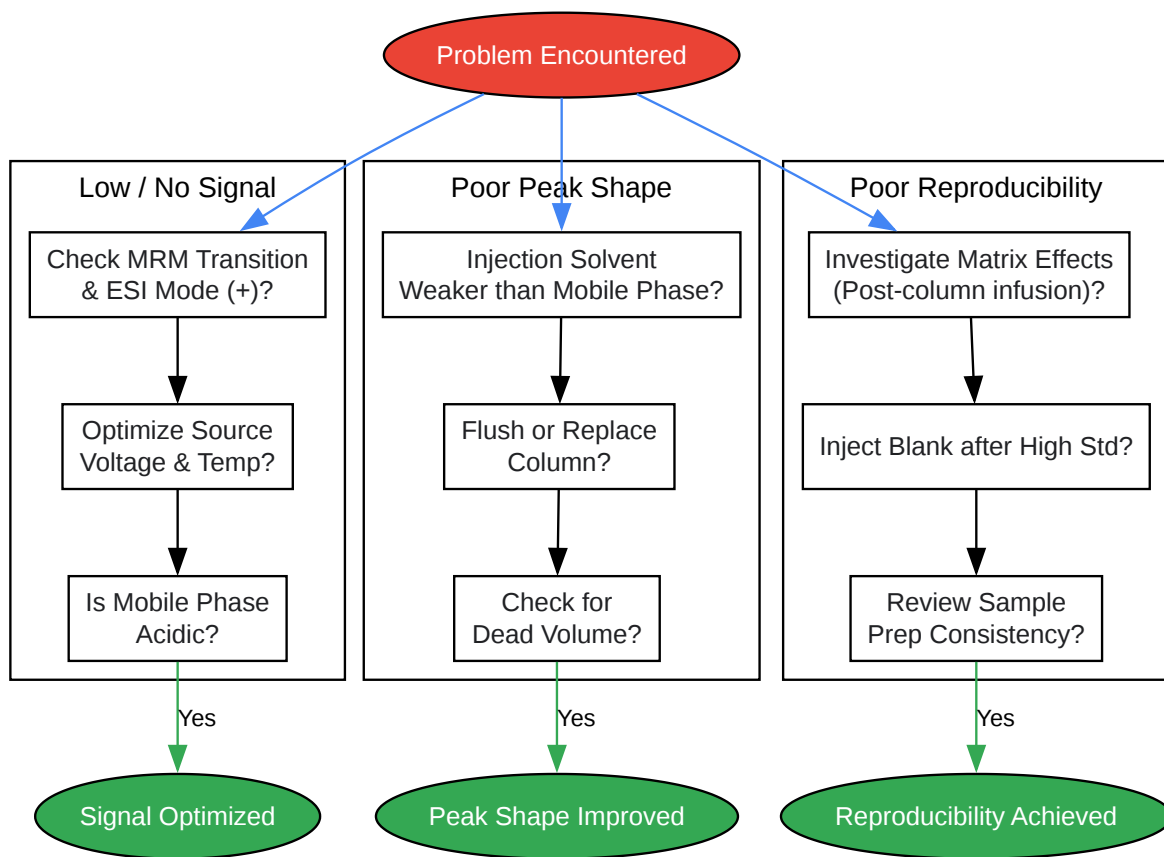 Problem Encountered
Low / No Signal
Check MRM Transition
& ESI Mode (+)?
Optimize Source
Voltage & Temp?
Is Mobile Phase
Acidic?
Yes
Signal Optimized
Poor Peak Shape
Injection Solvent
Weaker than Mobile Phase?
Flush or Replace
Column?
Check for
Dead Volume?
Yes
Peak Shape Improved
Poor Reproducibility
Investigate Matrix Effects
(Post-column infusion)?
Inject Blank after High Std?
Review Sample
Prep Consistency?
Yes
Reproducibility Achieved